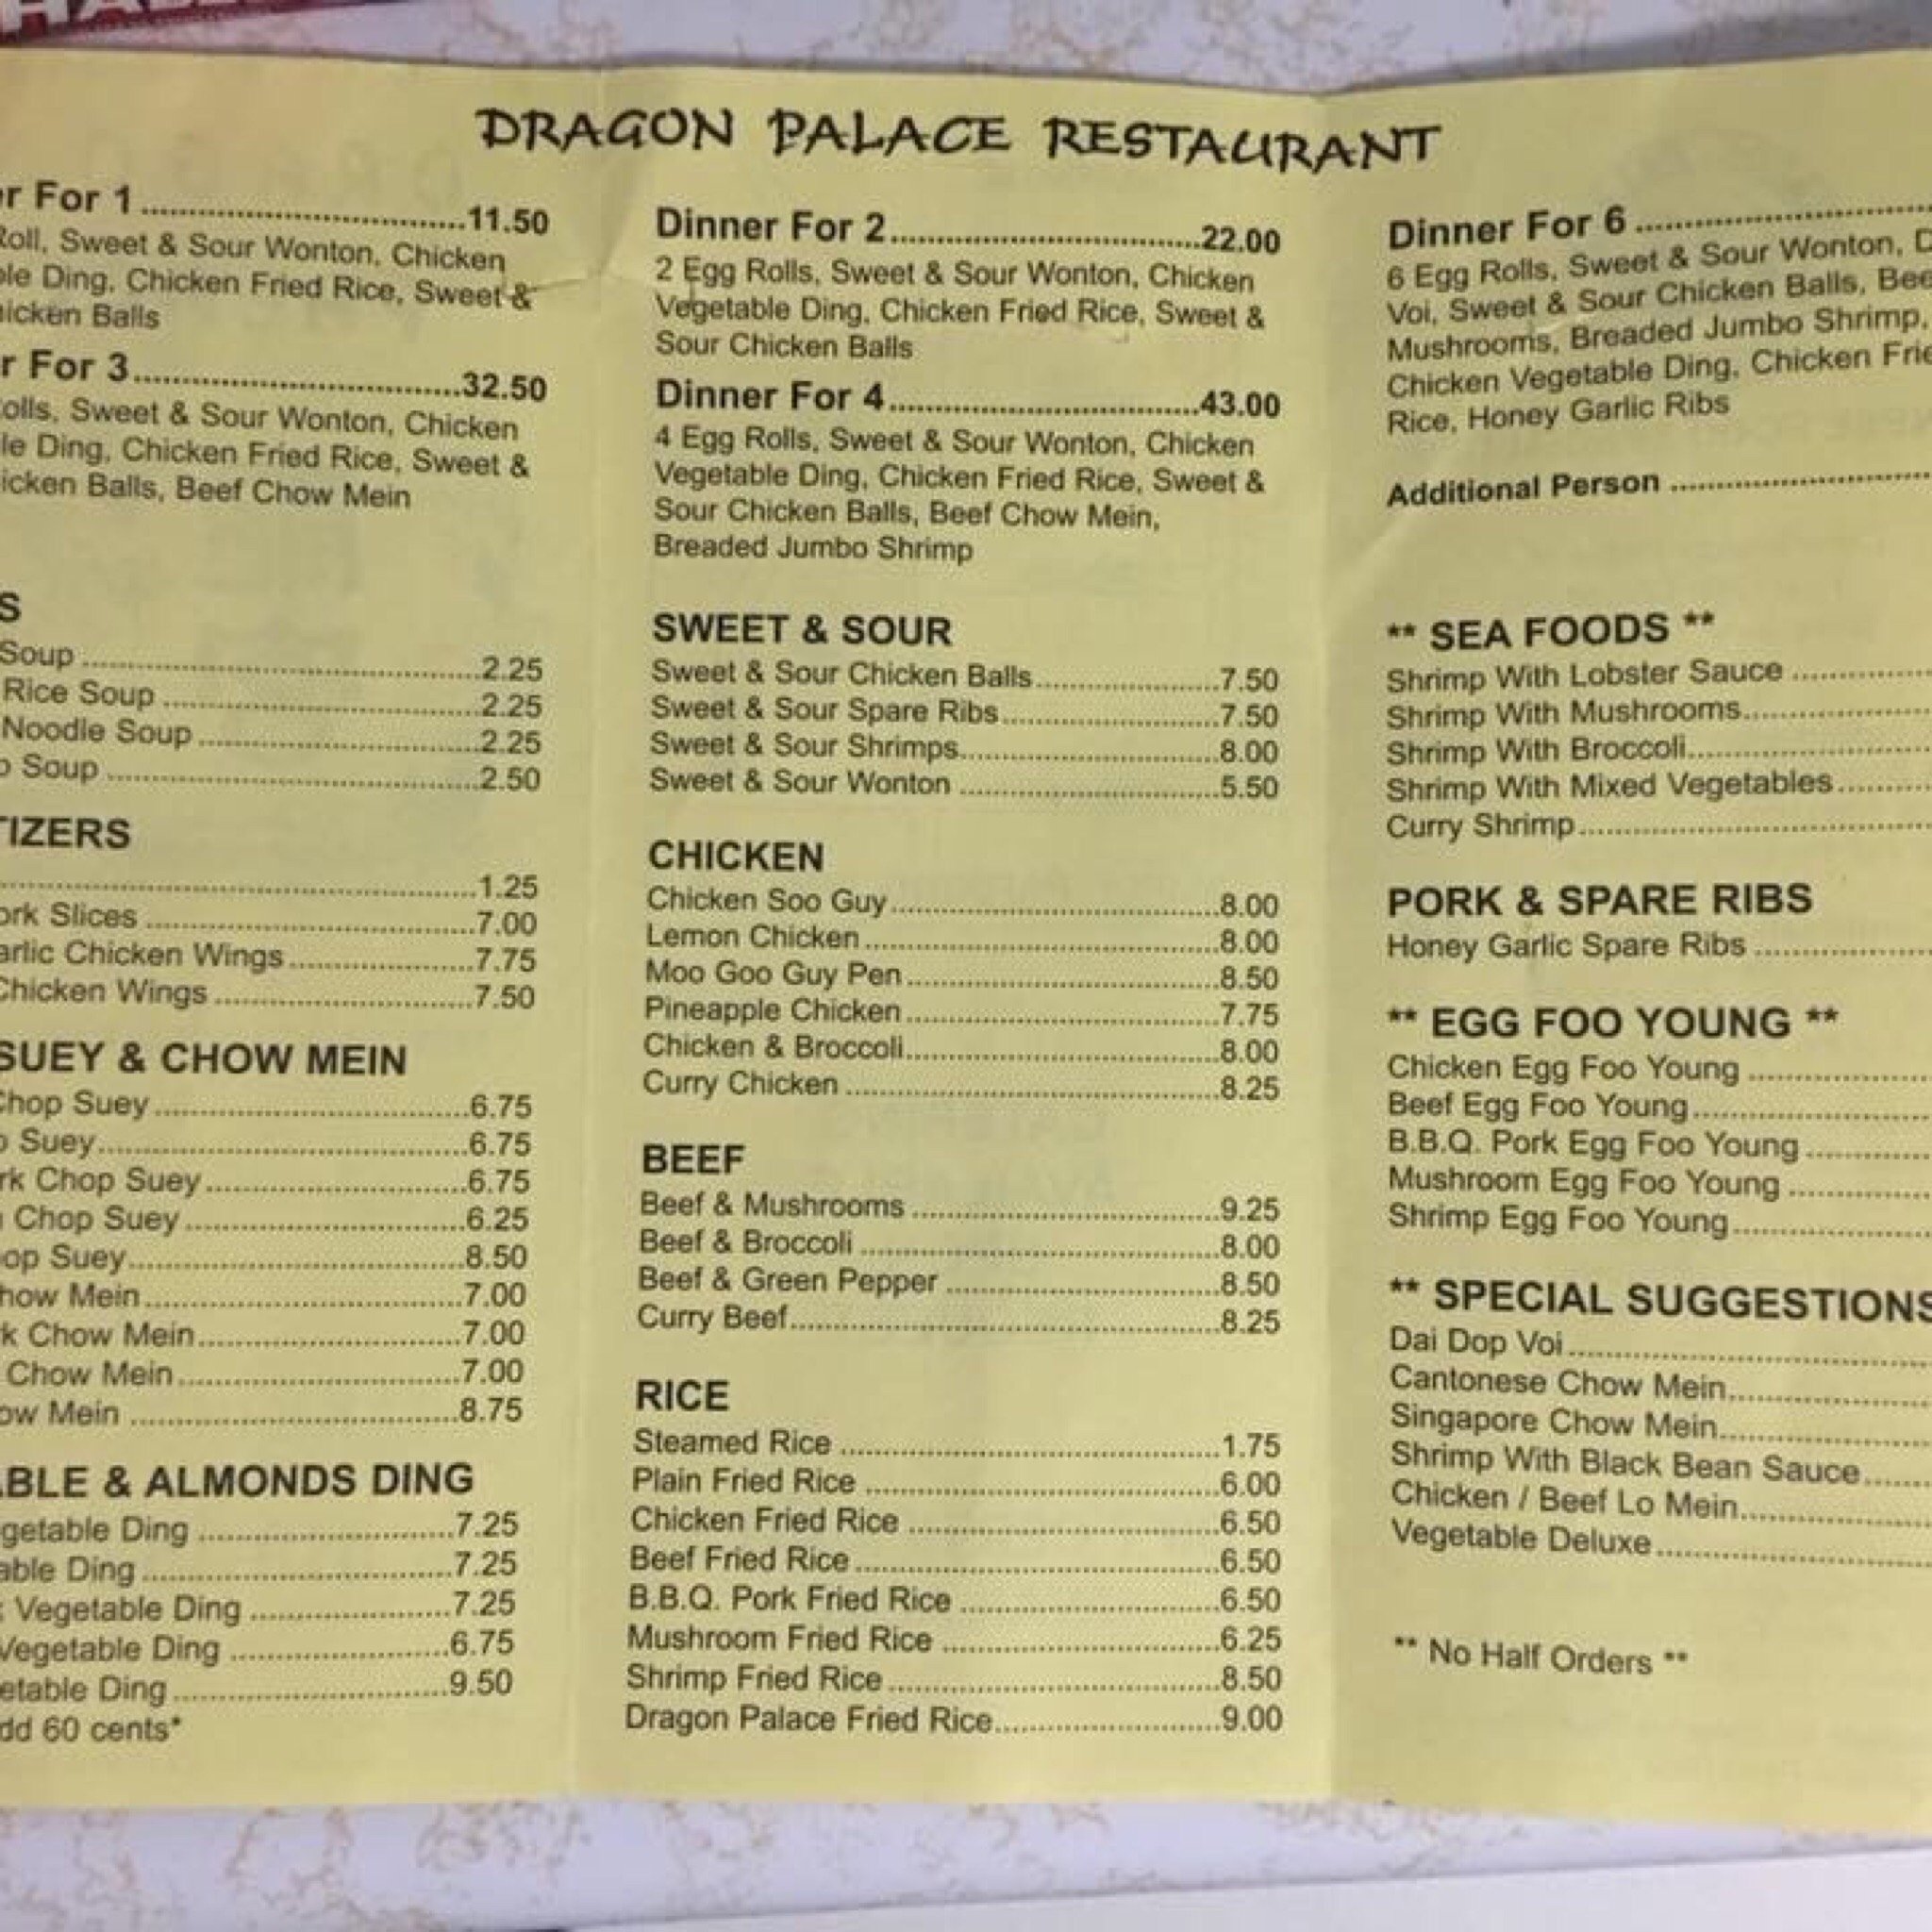 DRAGON PALACE RESTAURANT
For 1 11.50
Sweet & Sour Wonton, Chicken
Ding, Chicken Fried Rice, Sweet &
Balls
For 3 32.50
Sweet & Sour Wonton, Chicken
Ding, Chicken Fried Rice, Sweet &
Balls, Beef Chow Mein
Soup 2.25
Rice Soup 2.25
Noodle Soup 2.25
Soup 2.50
1.25
Slices 7.00
Chicken Wings 7.75
Chicken Wings 7.50
SUEY & CHOW MEIN
Chop Suey 6.75
Suey 6.75
Chop Suey 6.75
Chop Suey 6.25
Suey 8.50
Mein 7.00
Chow Mein 7.00
Chow Mein 7.00
Mein 8.75
& ALMONDS DING
Ding 7.25
Ding 7.25
Vegetable Ding 7.25
Vegetable Ding 6.75
Ding 9.50
60 cents*
Dinner For 2 22.00
2 Egg Rolls, Sweet & Sour Wonton, Chicken
Vegetable Ding, Chicken Fried Rice, Sweet &
Sour Chicken Balls
Dinner For 4 43.00
4 Egg Rolls, Sweet & Sour Wonton, Chicken
Vegetable Ding, Chicken Fried Rice, Sweet &
Sour Chicken Balls, Beef Chow Mein,
Breaded Jumbo Shrimp
SWEET & SOUR
Sweet & Sour Chicken Balls 7.50
Sweet & Sour Spare Ribs 7.50
Sweet & Sour Shrimps 8.00
Sweet & Sour Wonton 5.50
CHICKEN
Chicken Soo Guy 8.00
Lemon Chicken 8.00
Moo Goo Guy Pen 8.50
Pineapple Chicken 7.75
Chicken & Broccoli 8.00
Curry Chicken 8.25
BEEF
Beef & Mushrooms 9.25
Beef & Broccoli 8.00
Beef & Green Pepper 8.50
Curry Beef 8.25
RICE
Steamed Rice 1.75
Plain Fried Rice 6.00
Chicken Fried Rice 6.50
Beef Fried Rice 6.50
B.B.Q. Pork Fried Rice 6.50
Mushroom Fried Rice 6.25
Shrimp Fried Rice 8.50
Dragon Palace Fried Rice 9.00
Dinner For 6
6 Egg Rolls, Sweet & Sour Wonton,
Voi, Sweet & Sour Chicken Balls,
Mushrooms, Breaded Jumbo Shrimp,
Chicken Vegetable Ding, Chicken
Rice, Honey Garlic Ribs
Additional Person
** SEA FOODS **
Shrimp With Lobster Sauce
Shrimp With Mushrooms
Shrimp With Broccoli
Shrimp With Mixed Vegetables
Curry Shrimp
PORK & SPARE RIBS
Honey Garlic Spare Ribs
** EGG FOO YOUNG **
Chicken Egg Foo Young
Beef Egg Foo Young
B.B.Q. Pork Egg Foo Young
Mushroom Egg Foo Young
Shrimp Egg Foo Young
** SPECIAL SUGGESTIONS
Dai Dop Voi
Cantonese Chow Mein
Singapore Chow Mein
Shrimp With Black Bean Sauce
Chicken / Beef Lo Mein
Vegetable Deluxe
** No Half Orders **